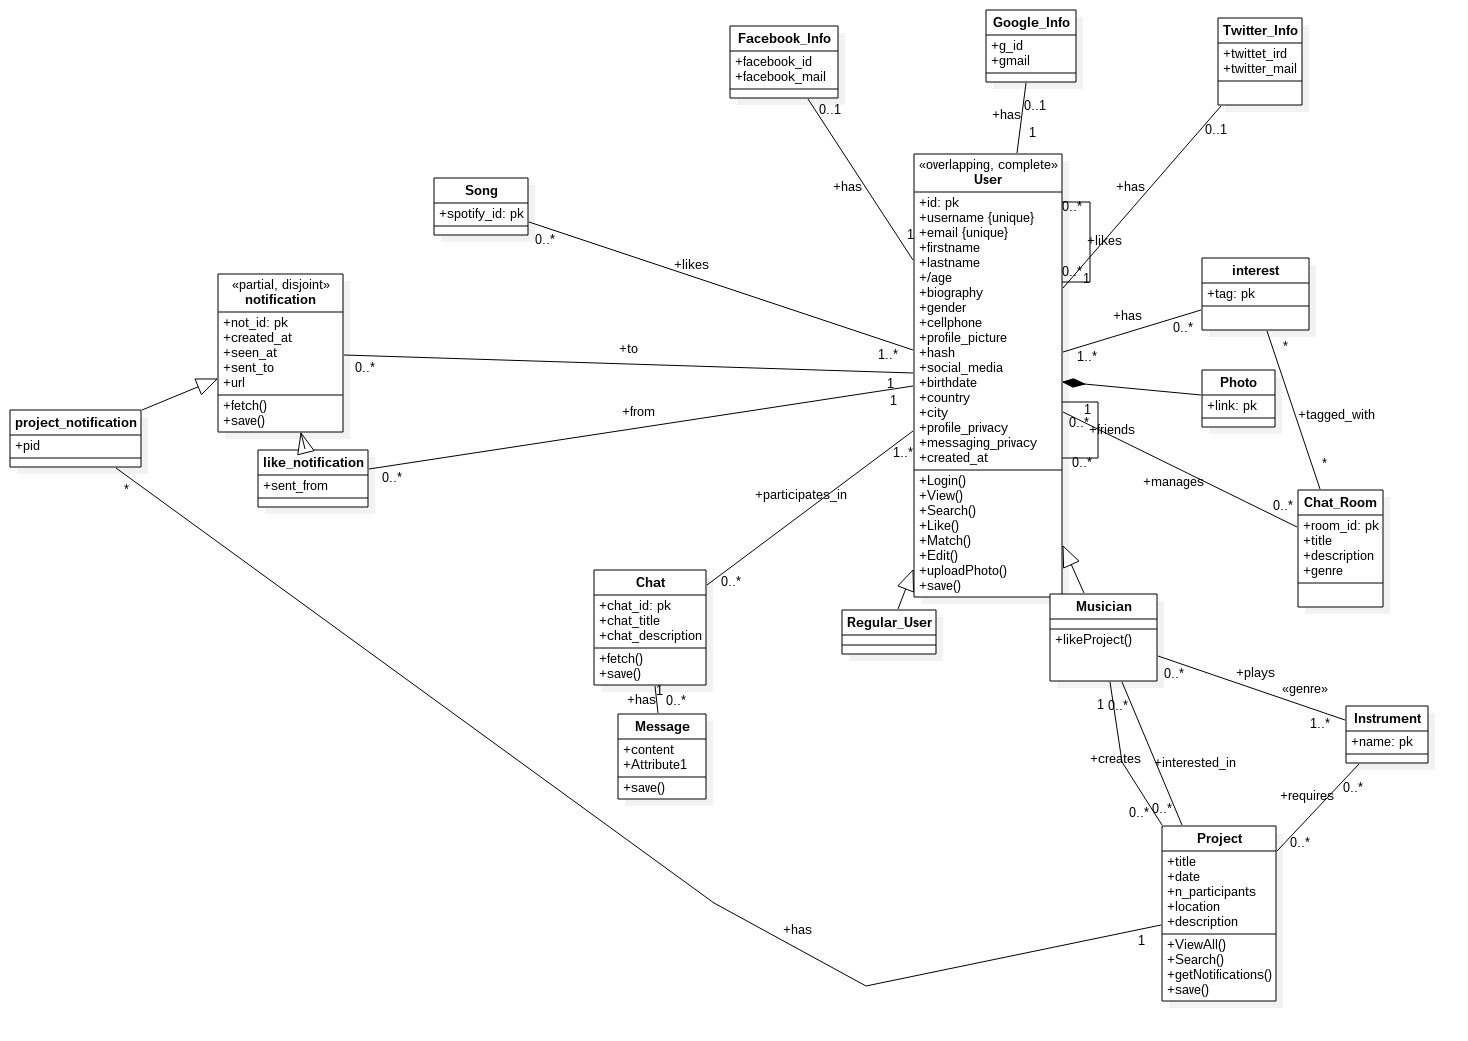 Facebook_Info
+facebook_id
+facebook_mail
Google_Info
+g_id
+gmail
Twitter_Info
+twittet_ird
+twitter_mail
0..1
+has
1
0..1
+has
1
0..1
+has
1
Song
+spotify_id: pk
0..*
+likes
1..*
«overlapping, complete»
User
+id: pk
+username {unique}
+email {unique}
+firstname
+lastname
+/age
+biography
+gender
+cellphone
+profile_picture
+hash
+social_media
+birthdate
+country
+city
+profile_privacy
+messaging_privacy
+created_at
+Login()
+View()
+Search()
+Like()
+Match()
+Edit()
+uploadPhoto()
+save()
0..*
+likes
0..*
interest
+tag: pk
+has
0..*
1..*
Photo
+link: pk
1
0..*
+friends
0..*
+manages
0..*
*
+tagged_with
*
Chat_Room
+room_id: pk
+title
+description
+genre
«partial, disjoint»
notification
+not_id: pk
+created_at
+seen_at
+sent_to
+url
+fetch()
+save()
0..*
+to
1
project_notification
+pid
*
like_notification
+sent_from
0..*
+from
1
1..*
+participates_in
0..*
Chat
+chat_id: pk
+chat_title
+chat_description
+fetch()
+save()
1
+has
0..*
Message
+content
+Attribute1
+save()
Regular_User
Musician
+likeProject()
0..*
+plays
«genre»
1..*
Instrument
+name: pk
1
0..*
+creates
+interested_in
0..*
0..*
0..*
+requires
0..*
Project
+title
+date
+n_participants
+location
+description
+ViewAll()
+Search()
+getNotifications()
+save()
+has
1